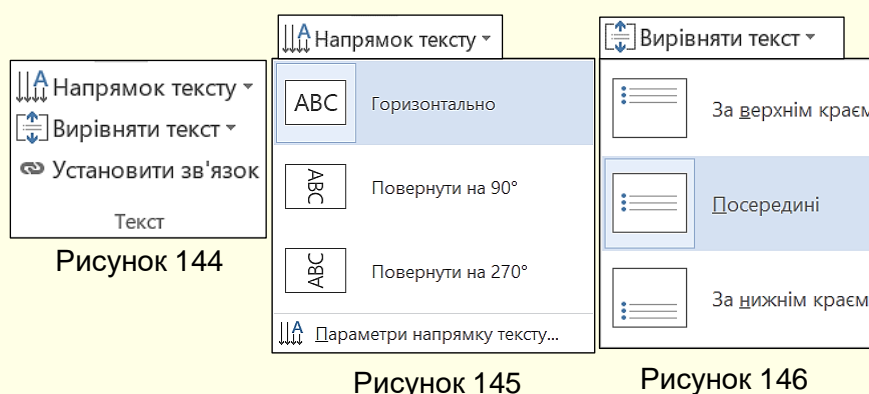 Напрямок тексту
Вирівняти текст
Установити зв'язок
Текст
Рисунок 144
Напрямок тексту
ABC Горизонтально
ABC Повернути на 90°
ABC Повернути на 270°
Параметри напрямку тексту...
Рисунок 145
Вирівняти текст
За верхнім краєм
Посередині
За нижнім краєм
Рисунок 146